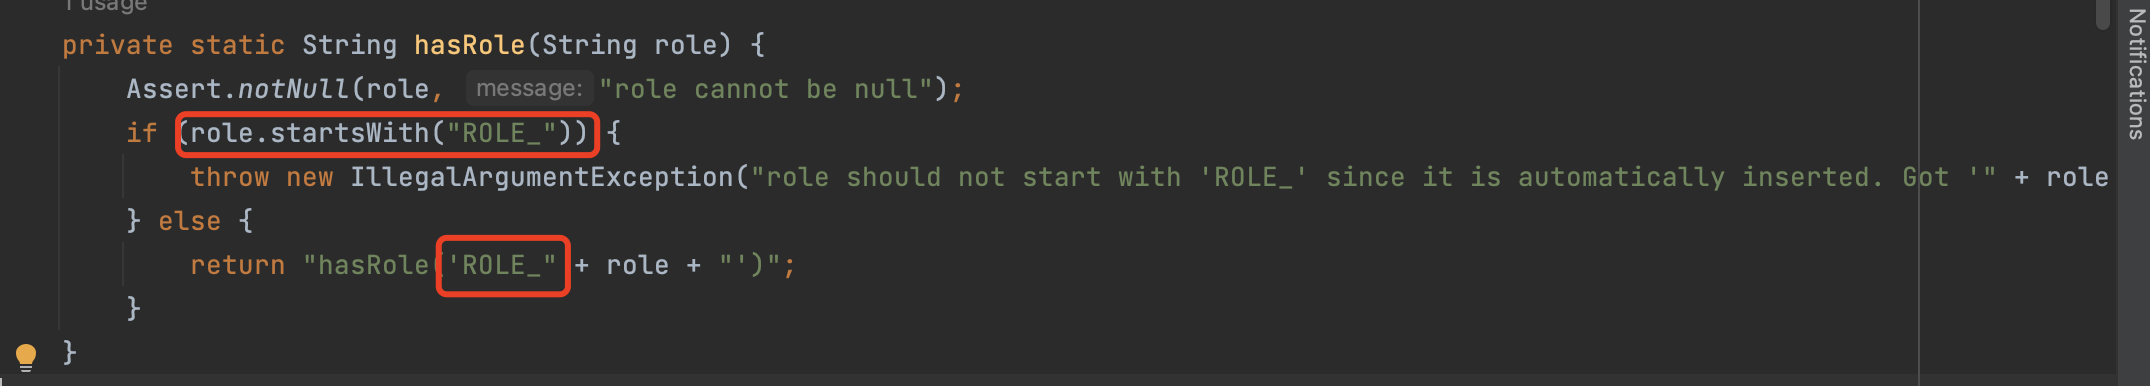 1 usage
private static String hasRole(String role) {
Assert.notNull(role, message: "role cannot be null");
if (role.startsWith("ROLE_")) {
throw new IllegalArgumentException("role should not start with 'ROLE_' since it is automatically inserted. Got '" + role
} else {
return "hasRole('ROLE_" + role + "')";
}
}
Notifications